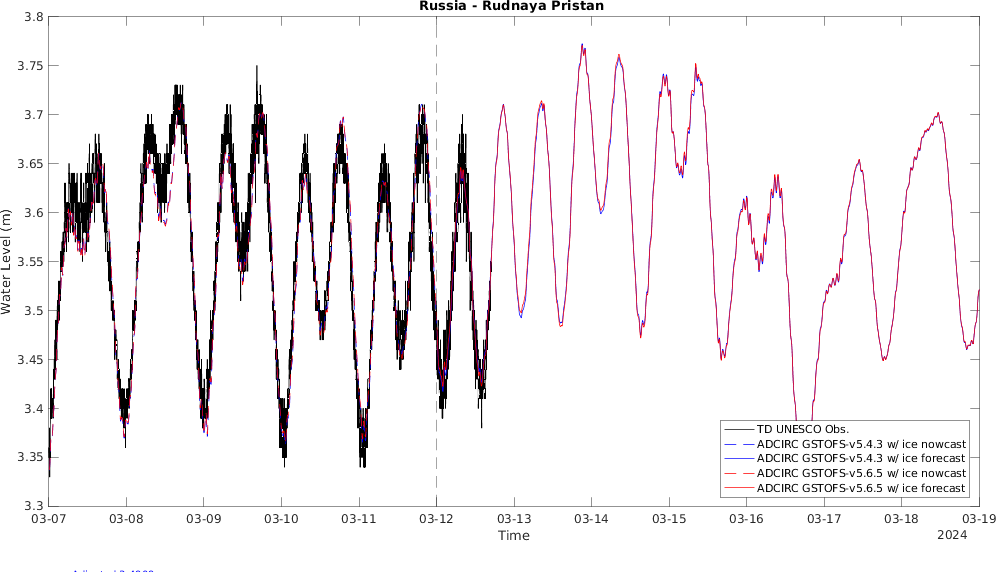 Russia - Rudnaya Pristan
3.8
3.75
3.7
3.65
3.6
3.55
3.5
3.45
3.4
3.35
3.3
Water Level (m)
TD UNESCO Obs.
ADCIRC GSTOFS-v5.4.3 w/ ice nowcast
ADCIRC GSTOFS-v5.4.3 w/ ice forecast
ADCIRC GSTOFS-v5.6.5 w/ ice nowcast
ADCIRC GSTOFS-v5.6.5 w/ ice forecast
03-07 03-08 03-09 03-10 03-11 03-12 03-13 03-14 03-15 03-16 03-17 03-18 03-19
Time
2024